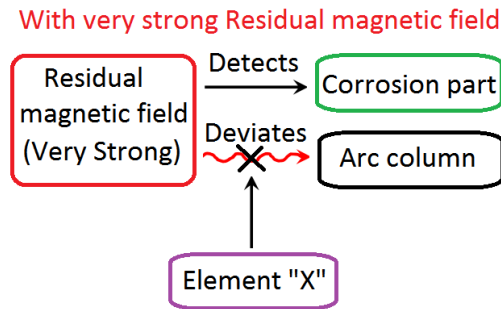 With very strong Residual magnetic field
Residual
magnetic field
(Very Strong)
Detects
Corrosion part
Deviates
Arc column
Element "X"